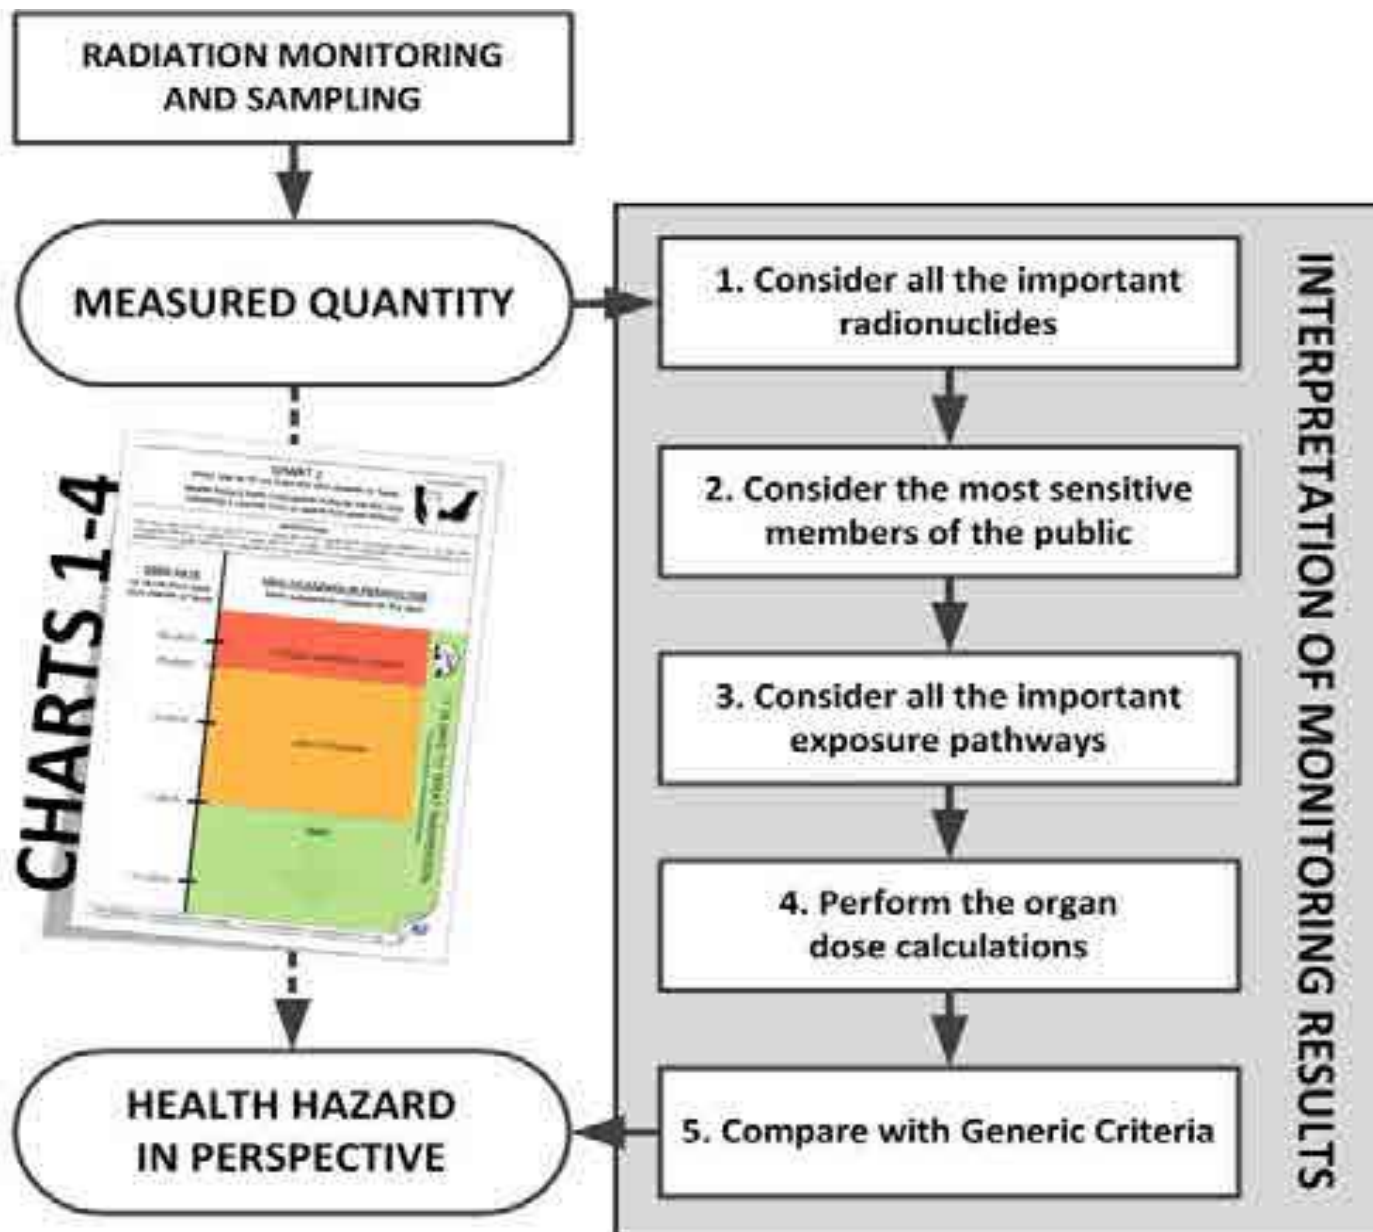 RADIATION MONITORING
AND SAMPLING
MEASURED QUANTITY
CHARTS 1-4
HEALTH HAZARD
IN PERSPECTIVE
1. Consider all the important
radionuclides
2. Consider the most sensitive
members of the public
3. Consider all the important
exposure pathways
4. Perform the organ
dose calculations
5. Compare with Generic Criteria
INTERPRETATION OF MONITORING RESULTS